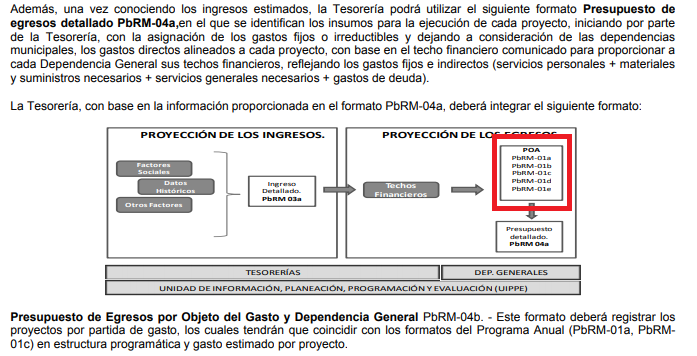 Además, una vez conociendo los ingresos estimados, la Tesorería podrá utilizar el siguiente formato Presupuesto de
egresos detallado PbRM-04a,en el que se identifican los insumos para la ejecución de cada proyecto, iniciando por parte
de la Tesorería, con la asignación de los gastos fijos o irreductibles y dejando a consideración de las dependencias
municipales, los gastos directos alineados a cada proyecto, con base en el techo financiero comunicado para proporcionar a
cada Dependencia General sus techos financieros, reflejando los gastos fijos e indirectos (servicios personales + materiales
y suministros necesarios + servicios generales necesarios + gastos de deuda).
La Tesorería, con base en la información proporcionada en el formato PbRM-04a, deberá integrar el siguiente formato:
PROYECCIÓN DE LOS INGRESOS.
Factores
Sociales
Datos
Históricos
Otros Factores
Ingreso
Detallado.
PbRM 03a
PROYECCIÓN DE LOS EGRESOS
Techos
Financieros
POA
PbRM-01a
PbRM-01b
PbRM-01c
PbRM-01d
PbRM-01e
Presupuesto
detallado.
PbRM 04a
TESORERÍAS
DEP. GENERALES
UNIDAD DE INFORMACIÓN, PLANEACIÓN, PROGRAMACIÓN Y EVALUACIÓN (UIPPE)
Presupuesto de Egresos por Objeto del Gasto y Dependencia General PbRM-04b. - Este formato deberá registrar los
proyectos por partida de gasto, los cuales tendrán que coincidir con los formatos del Programa Anual (PbRM-01a, PbRM-
01c) en estructura programática y gasto estimado por proyecto.